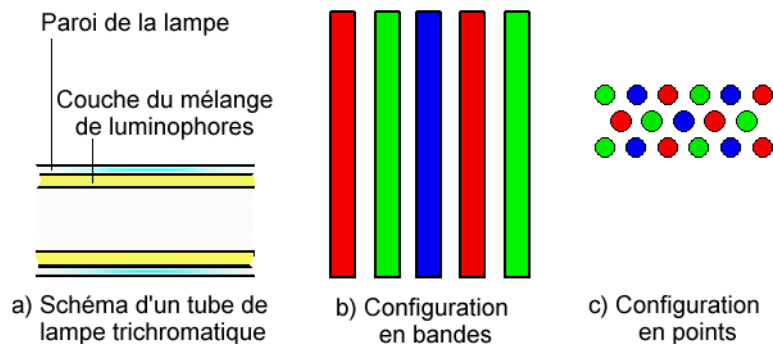 Paroi de la lampe
Couche du mélange
de luminophores
a) Schéma d'un tube de
lampe trichromatique
b) Configuration
en bandes
c) Configuration
en points